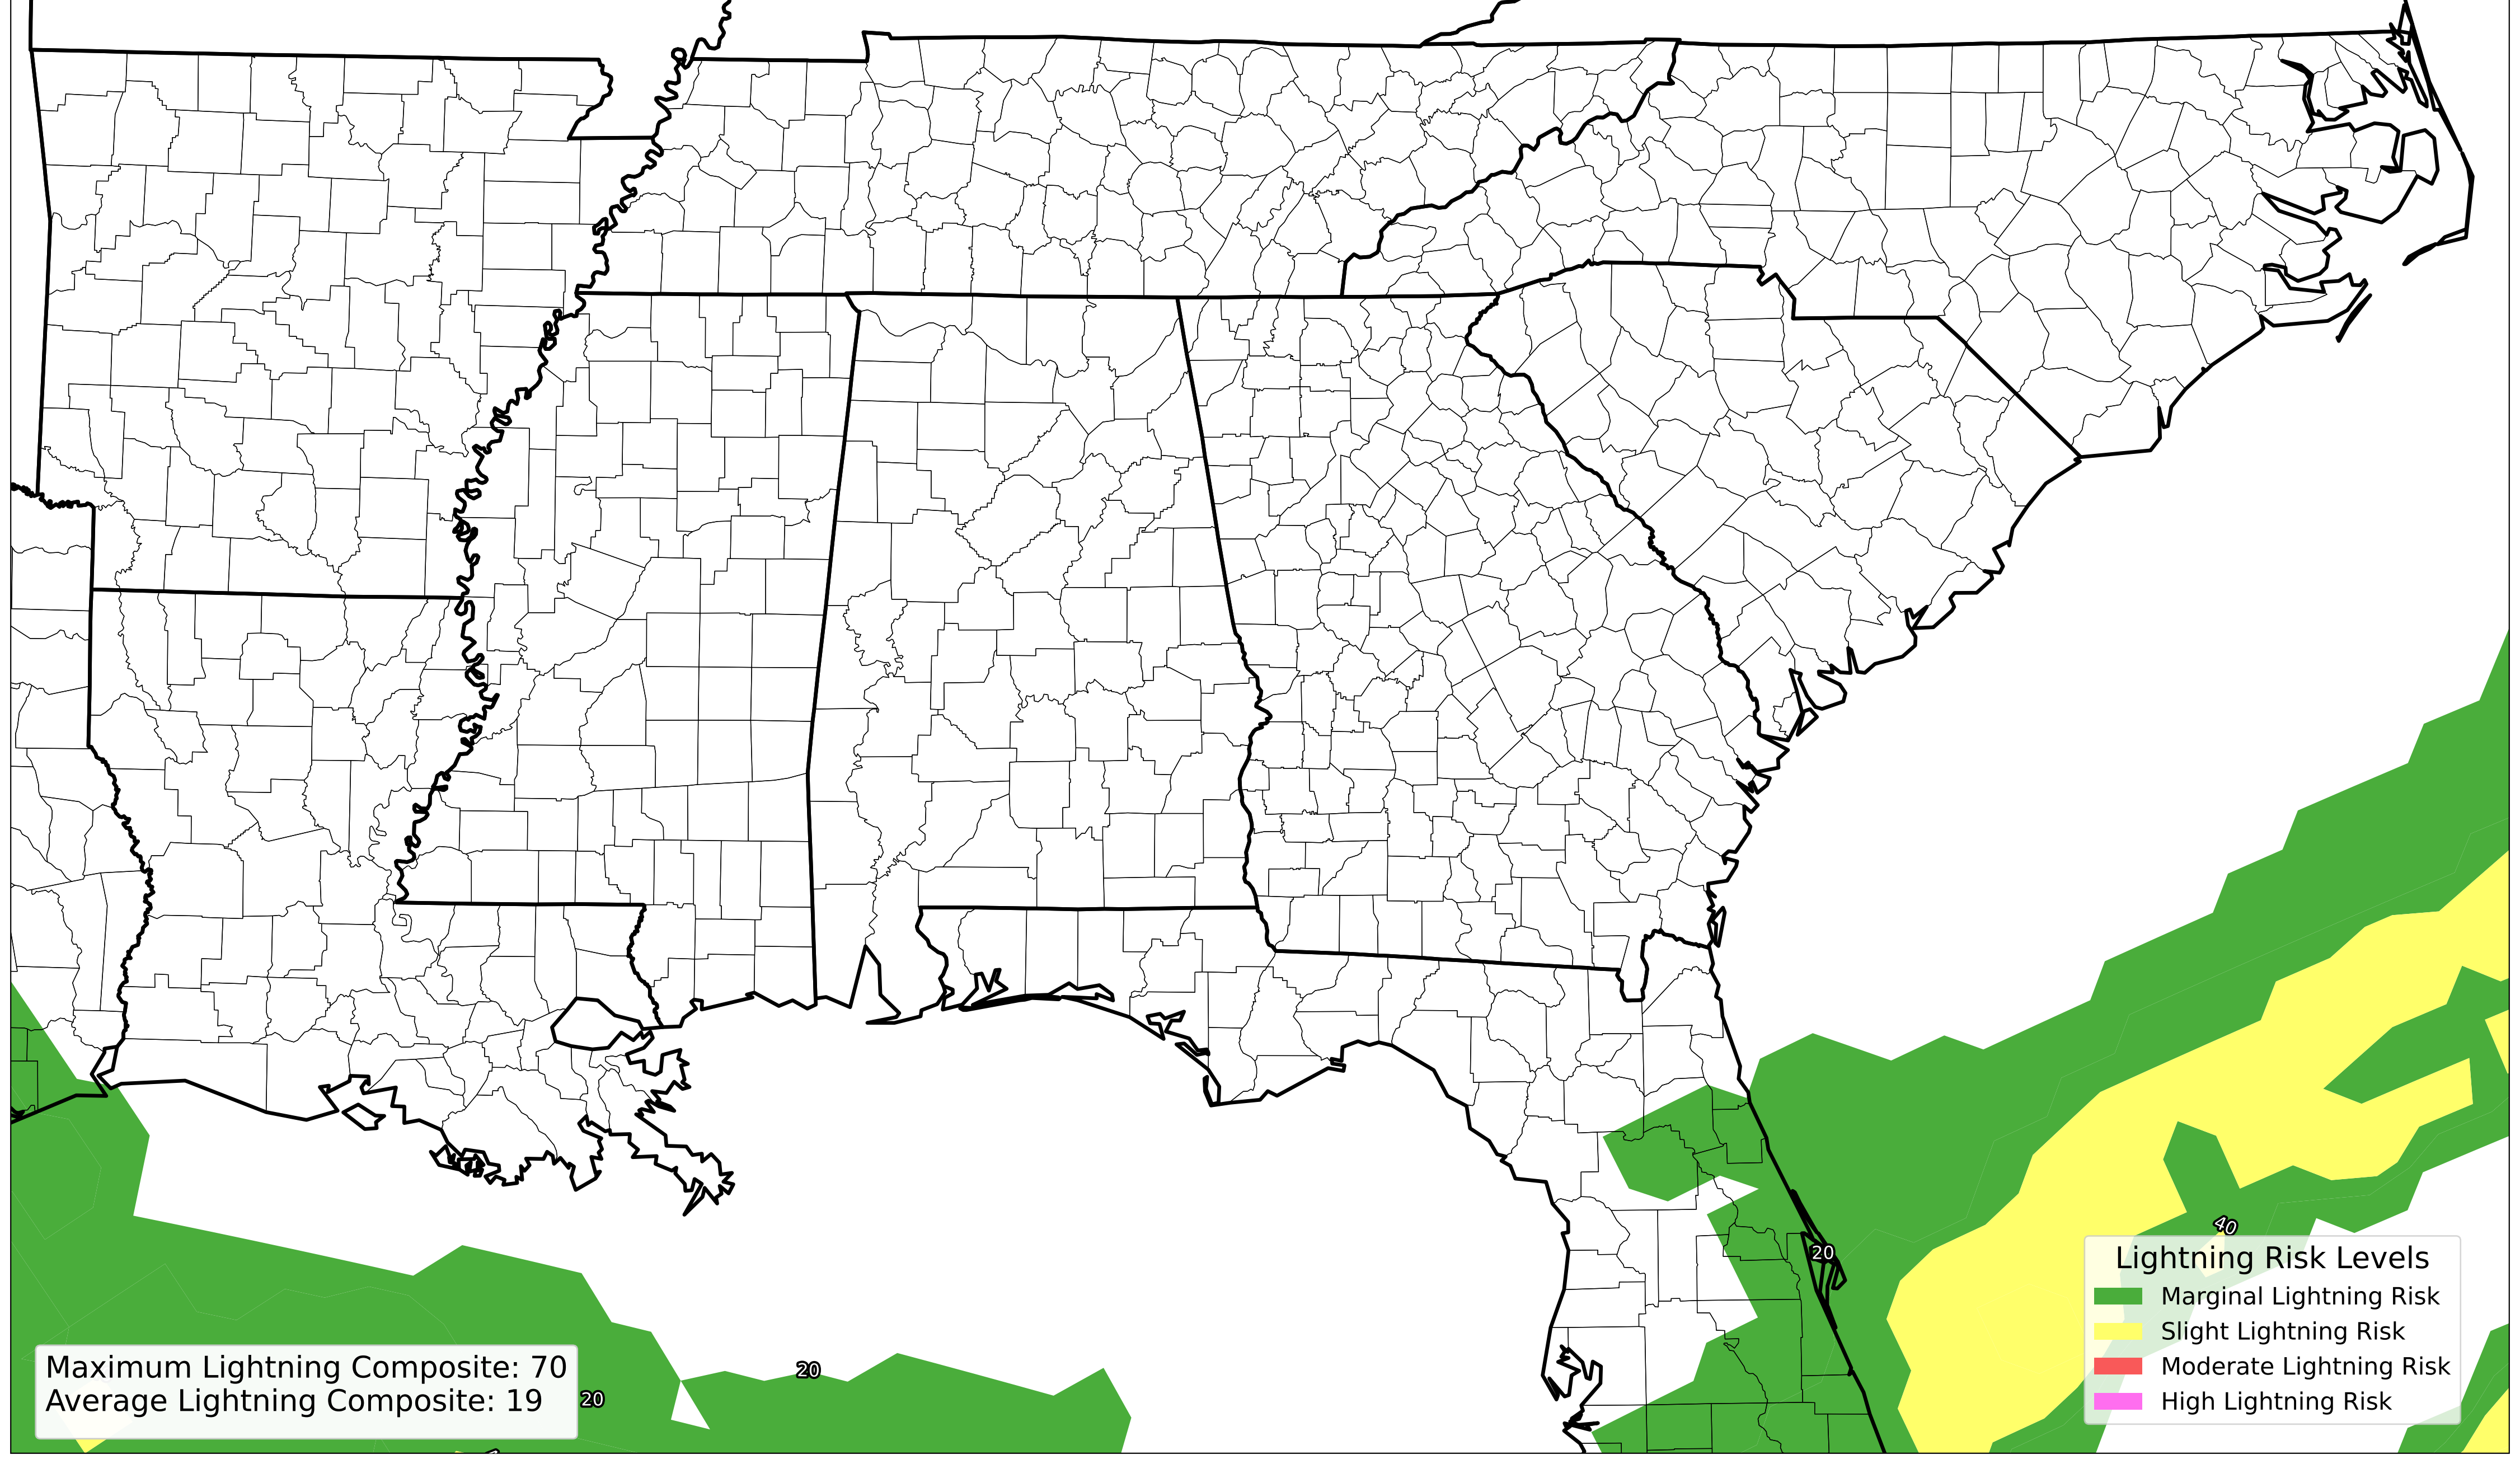 40
20
Lightning Risk Levels
Marginal Lightning Risk
Slight Lightning Risk
Moderate Lightning Risk
High Lightning Risk
Maximum Lightning Composite: 70
Average Lightning Composite: 19
20
20